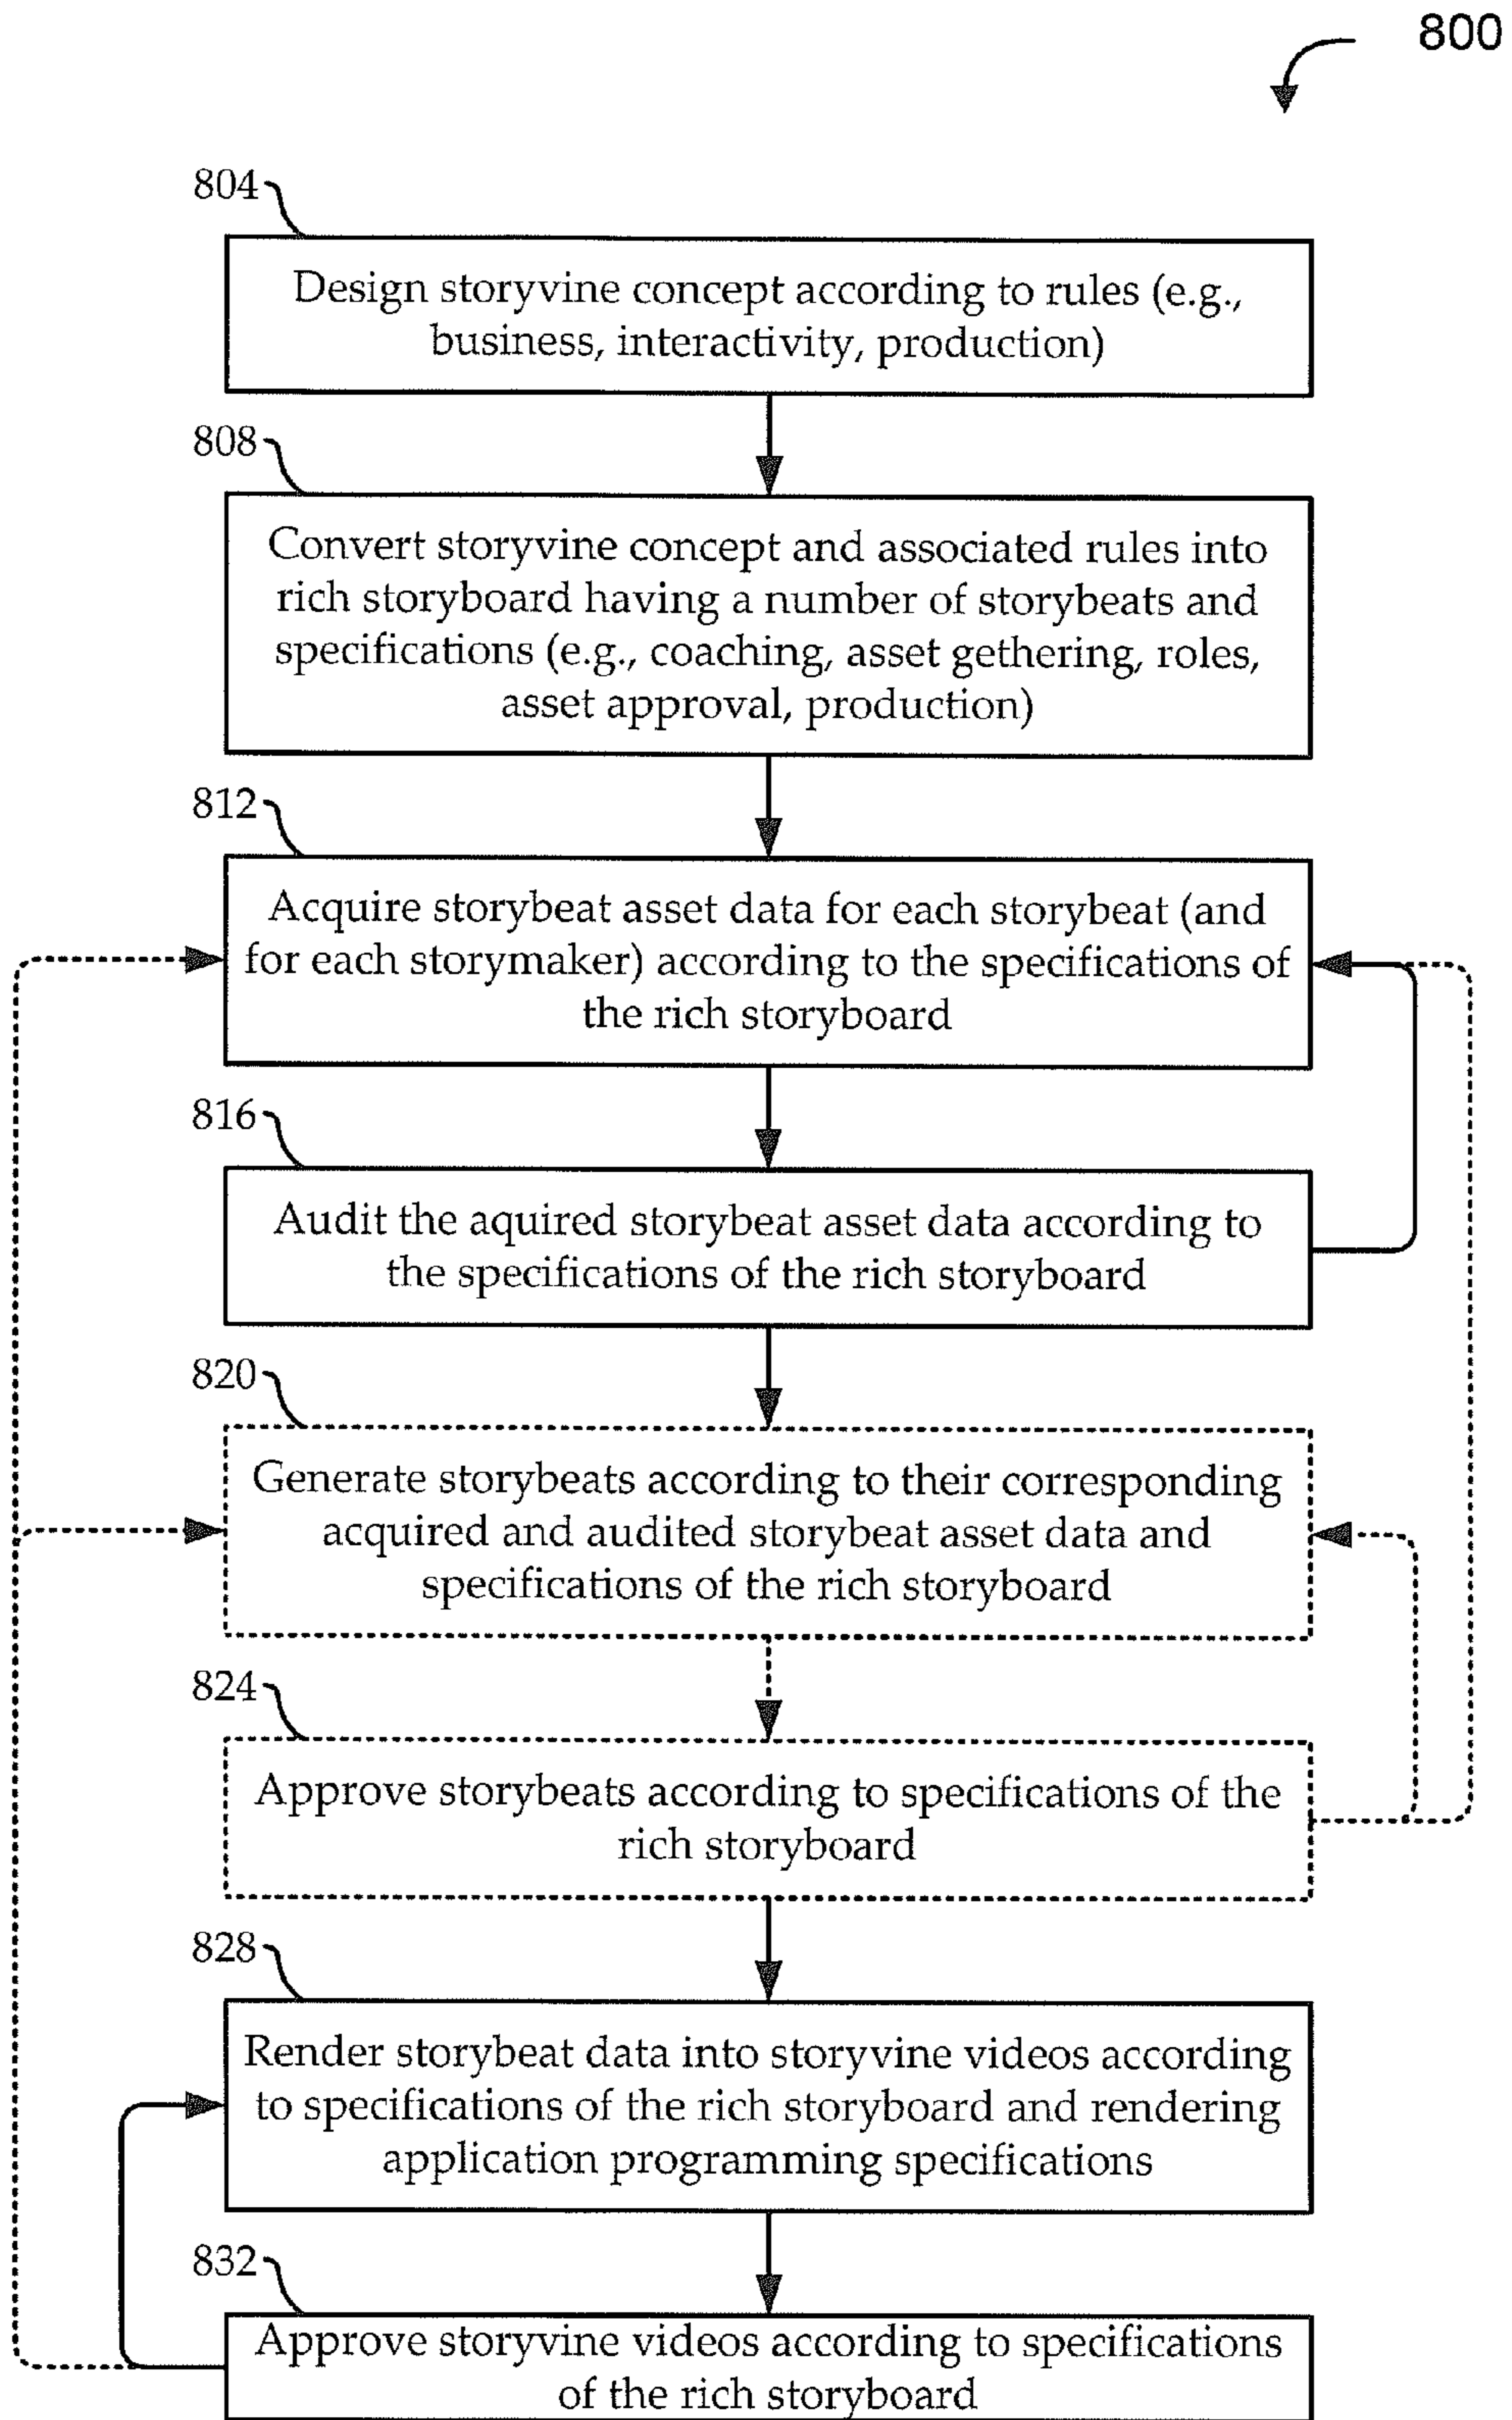 800
804
Design storyvine concept according to rules (e.g.,
business, interactivity, production)
808
Convert storyvine concept and associated rules into
rich storyboard having a number of storybeats and
specifications (e.g., coaching, asset gethering, roles,
asset approval, production)
812
Acquire storybeat asset data for each storybeat (and
for each storymaker) according to the specifications of
the rich storyboard
816
Audit the aquired storybeat asset data according to
the specifications of the rich storyboard
820
Generate storybeats according to their corresponding
acquired and audited storybeat asset data and
specifications of the rich storyboard
824
Approve storybeats according to specifications of the
rich storyboard
828
Render storybeat data into storyvine videos according
to specifications of the rich storyboard and rendering
application programming specifications
832
Approve storyvine videos according to specifications
of the rich storyboard